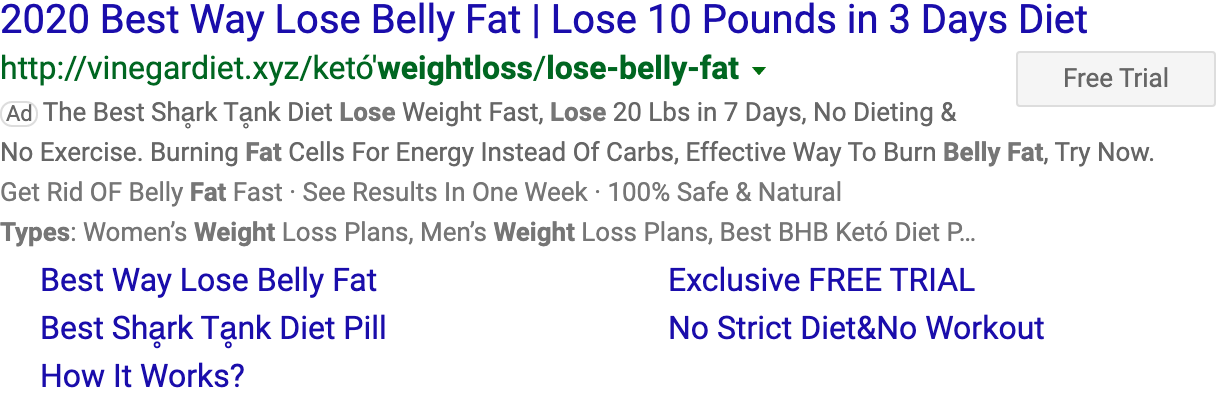 2020 Best Way Lose Belly Fat | Lose 10 Pounds in 3 Days Diet
http://vinegardiet.xyz/ketó'weightloss/lose-belly-fat
Free Trial
Ad The Best Shḁrk Tḁnk Diet Lose Weight Fast, Lose 20 Lbs in 7 Days, No Dieting &
No Exercise. Burning Fat Cells For Energy Instead Of Carbs, Effective Way To Burn Belly Fat, Try Now.
Get Rid OF Belly Fat Fast · See Results In One Week · 100% Safe & Natural
Types: Women’s Weight Loss Plans, Men’s Weight Loss Plans, Best BHB Ketó Diet P...
Best Way Lose Belly Fat
Exclusive FREE TRIAL
Best Shḁrk Tḁnk Diet Pill
No Strict Diet&No Workout
How It Works?